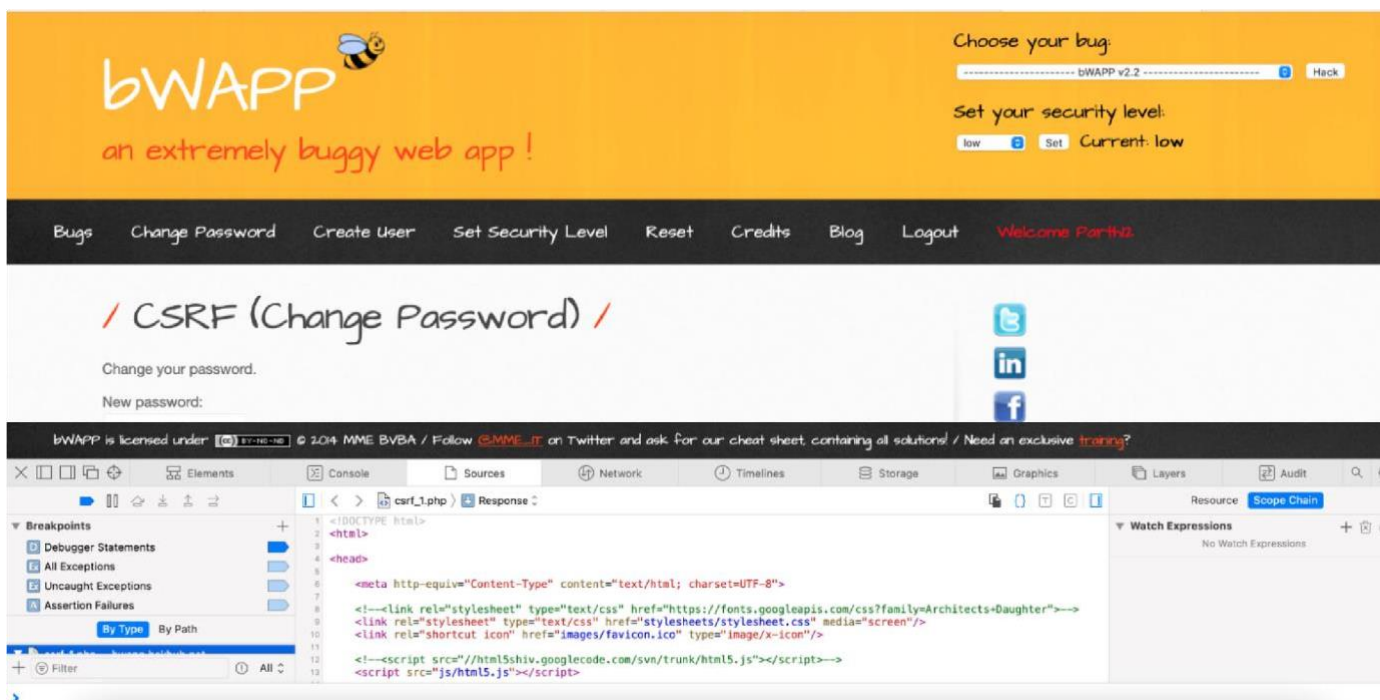 bWAPP
an extremely buggy web app !
Choose your bug:
---------------------- bWAPP v2.2 ------------------------
Hack
Set your security level:
low Set Current: low
Bugs Change Password Create User Set Security Level Reset Credits Blog Logout Welcome Parth12
/ CSRF (Change Password) /
Change your password.
New password:
bWAPP is licensed under (cc) BY-NC-ND © 2014 MME BVBA / Follow @MME_IT on Twitter and ask for our cheat sheet, containing all solutions! / Need an exclusive training?
Elements Console Sources Network Timelines Storage Graphics Layers Audit
csrf_1.php Response
Resource Scope Chain
Breakpoints
Debugger Statements
All Exceptions
Uncaught Exceptions
Assertion Failures
By Type By Path
Filter All
1 <!DOCTYPE html>
2 <html>
3
4 <head>
5
6 <meta http-equiv="Content-Type" content="text/html; charset=UTF-8">
7
8 <!--<link rel="stylesheet" type="text/css" href="https://fonts.googleapis.com/css?family=Architects+Daughter">-->
9 <link rel="stylesheet" type="text/css" href="stylesheets/stylesheet.css" media="screen"/>
10 <link rel="shortcut icon" href="images/favicon.ico" type="image/x-icon"/>
11
12 <!--<script src="//html5shiv.googlecode.com/svn/trunk/html5.js"></script>-->
13 <script src="js/html5.js"></script>
Watch Expressions
No Watch Expressions